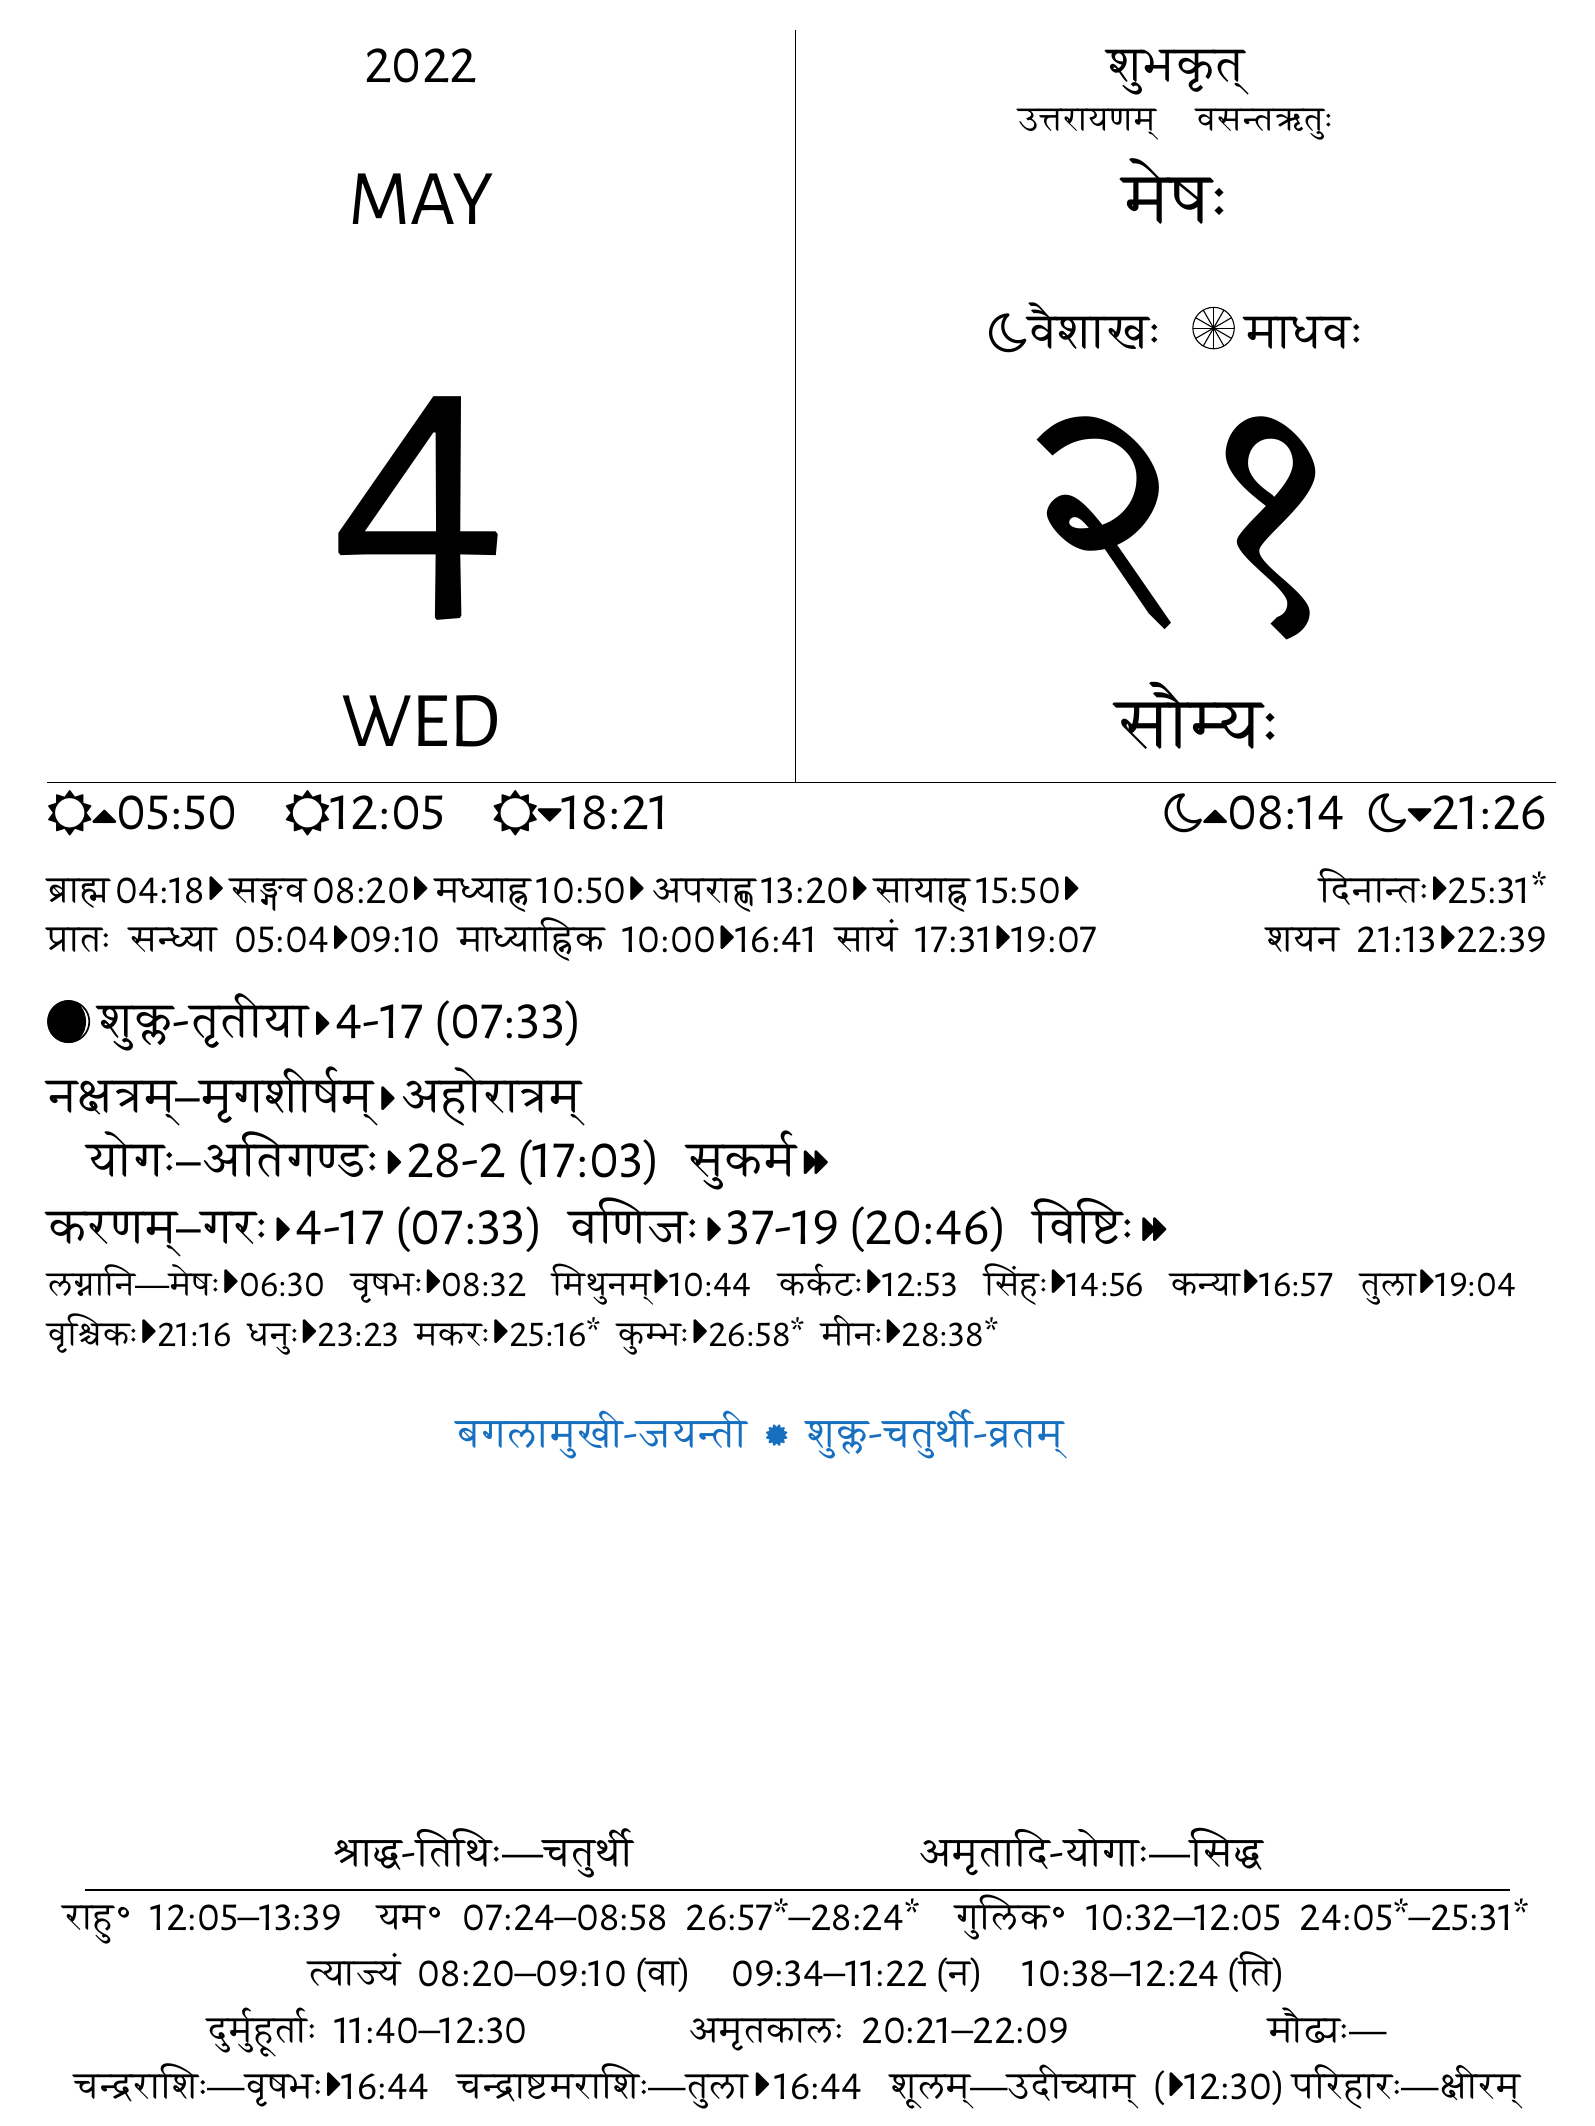 2022
MAY
4
WED
शुभकृत्
उत्तरायणम् वसन्तऋतुः
मेषः
वैशाखः माधवः
२१
सौम्यः
05:50 12:05 18:21 08:14 21:26
ब्राह्म 04:18 सङ्गव 08:20 मध्याह्न 10:50 अपराह्ण 13:20 सायाह्न 15:50 दिनान्तः 25:31*
प्रातः सन्ध्या 05:04 09:10 माध्याह्निक 10:00 16:41 सायं 17:31 19:07 शयन 21:13 22:39
शुक्ल-तृतीया 4-17 (07:33)
नक्षत्रम्–मृगशीर्षम् अहोरात्रम्
योगः–अतिगण्डः 28-2 (17:03) सुकर्म
करणम्–गरः 4-17 (07:33) वणिजः 37-19 (20:46) विष्टिः
लग्नानि—मेषः 06:30 वृषभः 08:32 मिथुनम् 10:44 कर्कटः 12:53 सिंहः 14:56 कन्या 16:57 तुला 19:04
वृश्चिकः 21:16 धनुः 23:23 मकरः 25:16* कुम्भः 26:58* मीनः 28:38*
बगलामुखी-जयन्ती शुक्ल-चतुर्थी-व्रतम्
श्राद्ध-तिथिः—चतुर्थी अमृतादि-योगाः—सिद्ध
राहु॰ 12:05–13:39 यम॰ 07:24–08:58 26:57*–28:24* गुलिक॰ 10:32–12:05 24:05*–25:31*
त्याज्यं 08:20–09:10 (वा) 09:34–11:22 (न) 10:38–12:24 (ति)
दुर्मुहूर्ताः 11:40–12:30 अमृतकालः 20:21–22:09 मौढ्यः—
चन्द्रराशिः—वृषभः 16:44 चन्द्राष्टमराशिः—तुला 16:44 शूलम्—उदीच्याम् (12:30) परिहारः—क्षीरम्